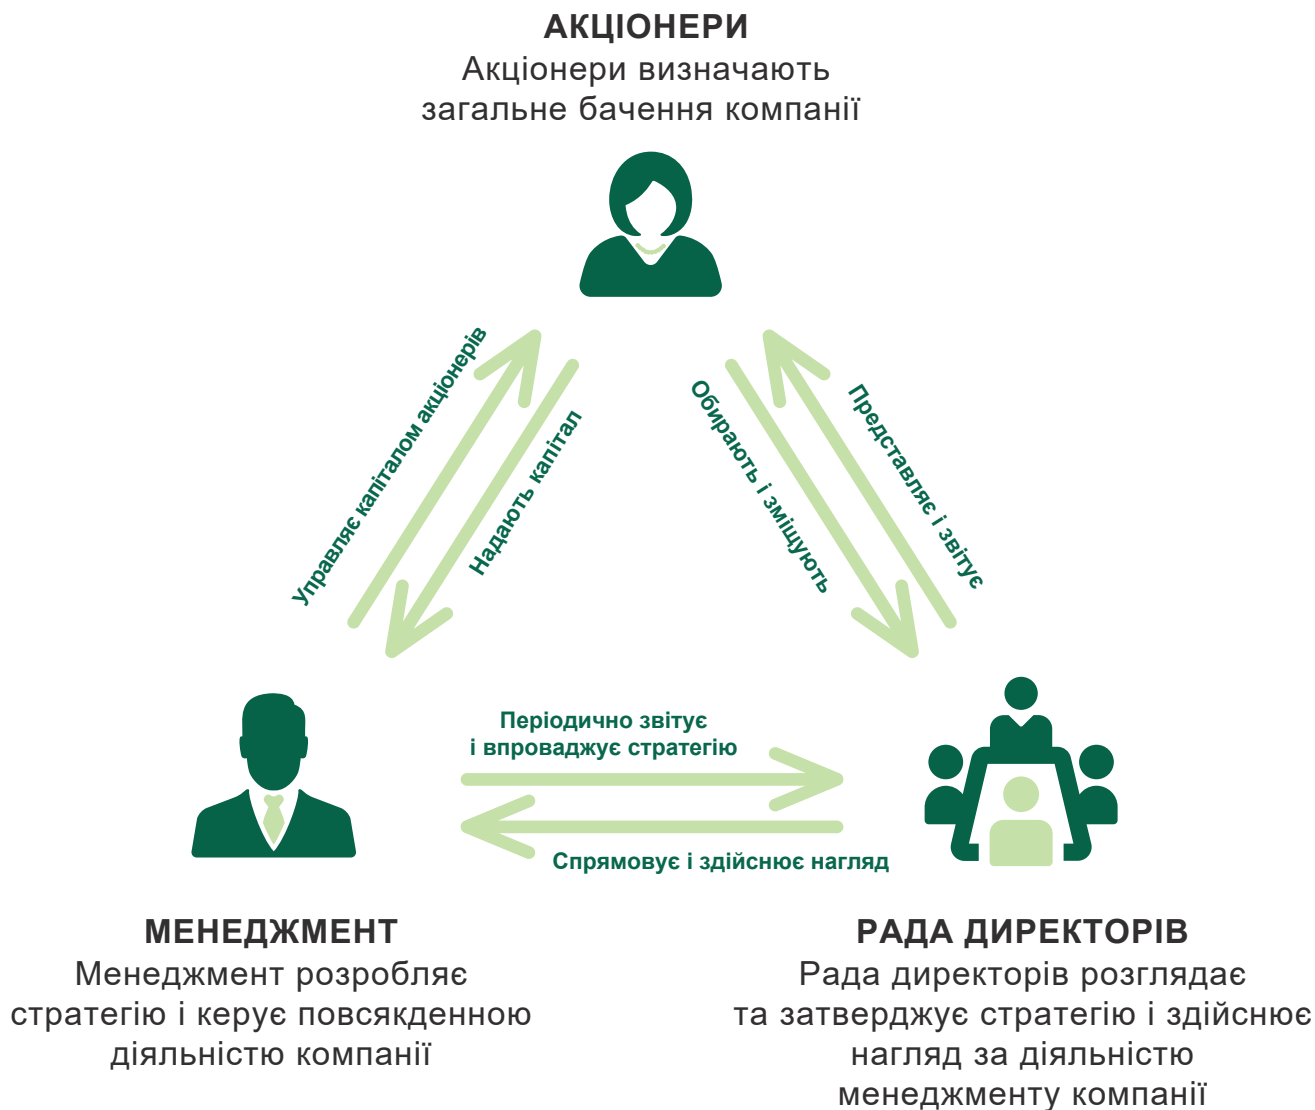 АКЦІОНЕРИ
Акціонери визначають
загальне бачення компанії
Управляє капіталом акціонерів
Надають капітал
Обирають і зміщують
Представляє і звітує
Періодично звітує
і впроваджує стратегію
Спрямовує і здійснює нагляд
МЕНЕДЖМЕНТ
Менеджмент розробляє
стратегію і керує повсякденною
діяльністю компанії
РАДА ДИРЕКТОРІВ
Рада директорів розглядає
та затверджує стратегію і здійснює
нагляд за діяльністю
менеджменту компанії